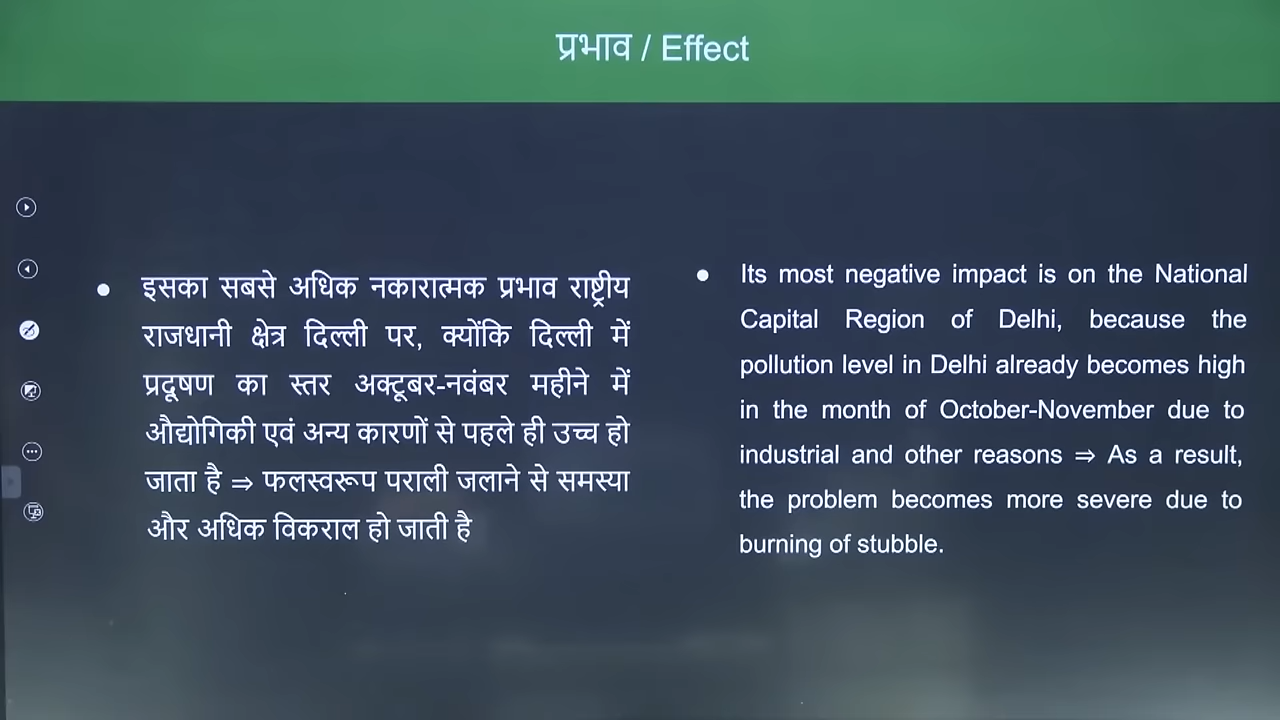 प्रभाव / Effect
● इसका सबसे अधिक नकारात्मक प्रभाव राष्ट्रीय
राजधानी क्षेत्र दिल्ली पर, क्योंकि दिल्ली में
प्रदूषण का स्तर अक्टूबर-नवंबर महीने में
औद्योगिकी एवं अन्य कारणों से पहले ही उच्च हो
जाता है ⇒ फलस्वरूप पराली जलाने से समस्या
और अधिक विकराल हो जाती है
● Its most negative impact is on the National
Capital Region of Delhi, because the
pollution level in Delhi already becomes high
in the month of October-November due to
industrial and other reasons ⇒ As a result,
the problem becomes more severe due to
burning of stubble.